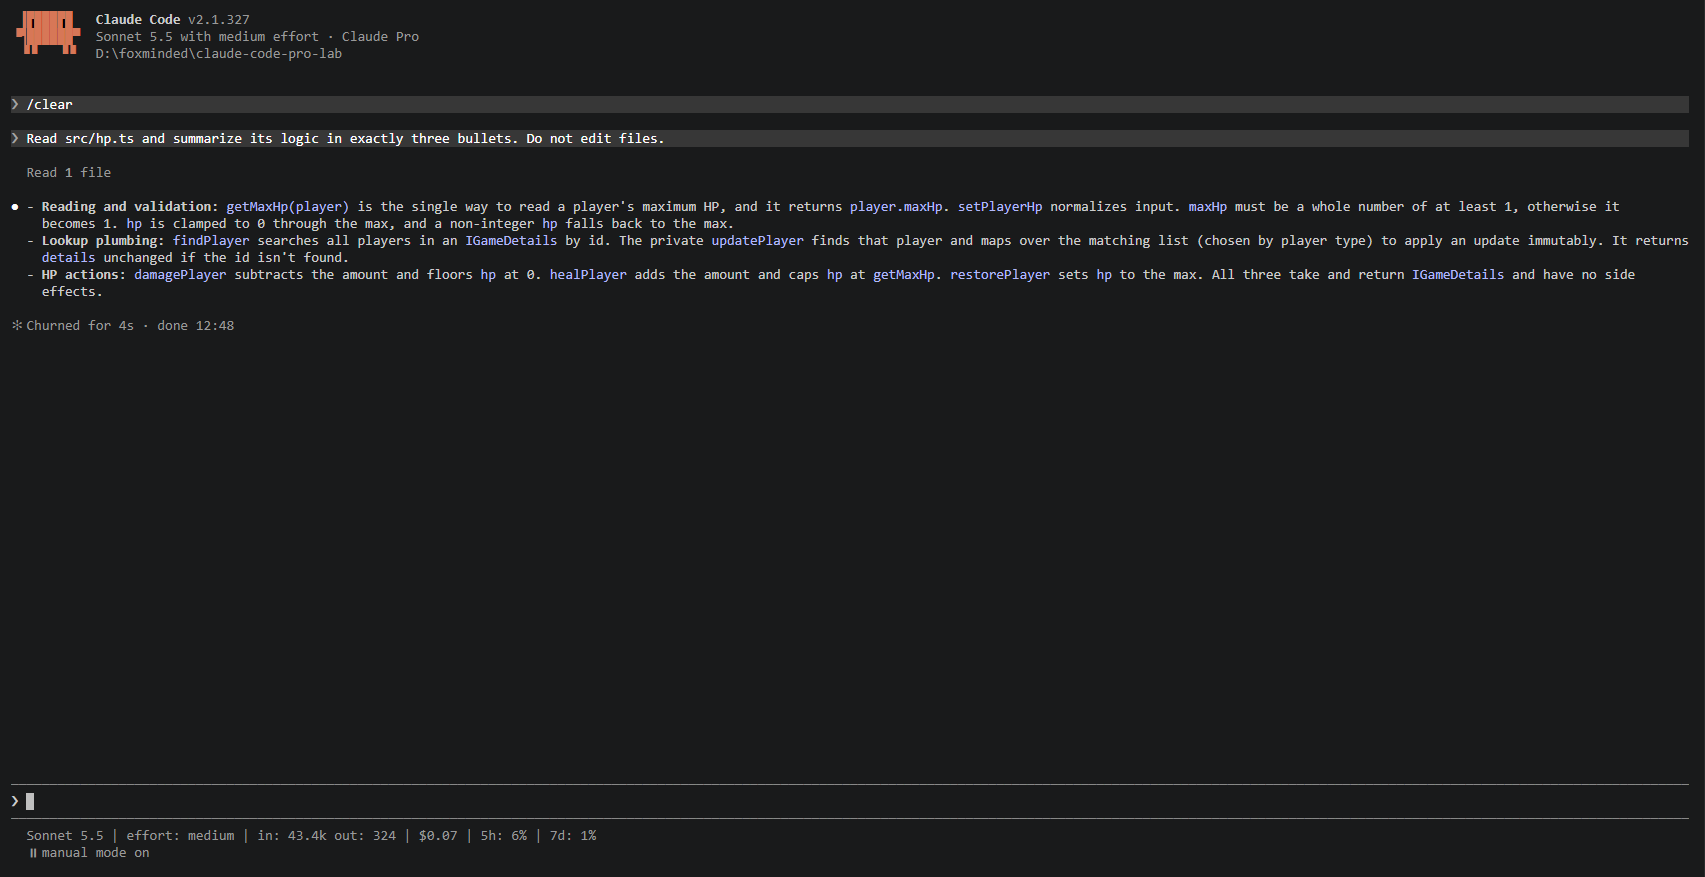 Claude Code v2.1.327
Sonnet 5.5 with medium effort · Claude Pro
D:\foxminded\claude-code-pro-lab
❯ /clear
❯ Read src/hp.ts and summarize its logic in exactly three bullets. Do not edit files.
Read 1 file
● - Reading and validation: getMaxHp(player) is the single way to read a player's maximum HP, and it returns player.maxHp. setPlayerHp normalizes input. maxHp must be a whole number of at least 1, otherwise it
becomes 1. hp is clamped to 0 through the max, and a non-integer hp falls back to the max.
- Lookup plumbing: findPlayer searches all players in an IGameDetails by id. The private updatePlayer finds that player and maps over the matching list (chosen by player type) to apply an update immutably. It returns
details unchanged if the id isn't found.
- HP actions: damagePlayer subtracts the amount and floors hp at 0. healPlayer adds the amount and caps hp at getMaxHp. restorePlayer sets hp to the max. All three take and return IGameDetails and have no side
effects.
✻ Churned for 4s · done 12:48
❯
Sonnet 5.5 | effort: medium | in: 43.4k out: 324 | $0.07 | 5h: 6% | 7d: 1%
⏸ manual mode on